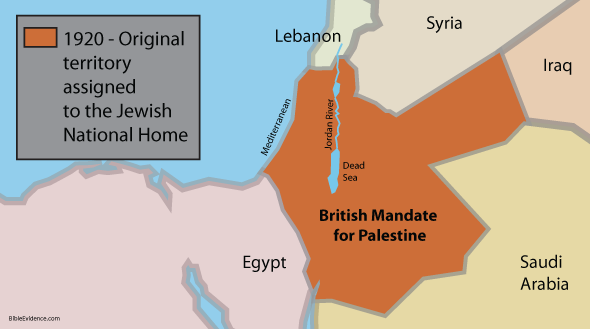 1920 - Original
territory
assigned
to the Jewish
National Home
Lebanon
Syria
Iraq
Mediterranean
Jordan River
Dead
Sea
British Mandate
for Palestine
Egypt
Saudi
Arabia
BibleEvidence.com